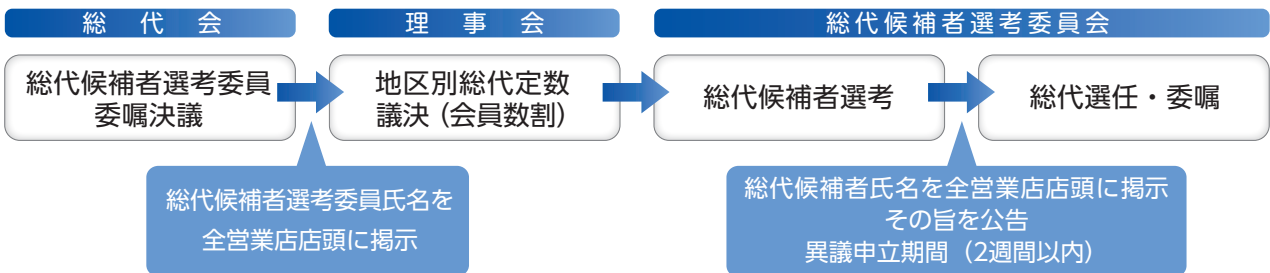 総代会
理事会
総代候補者選考委員会
総代候補者選考委員
委嘱決議
地区別総代定数
議決（会員数割）
総代候補者選考
総代選任・委嘱
総代候補者選考委員氏名を
全営業店店頭に掲示
総代候補者氏名を全営業店店頭に掲示
その旨を公告
異議申立期間（2週間以内）